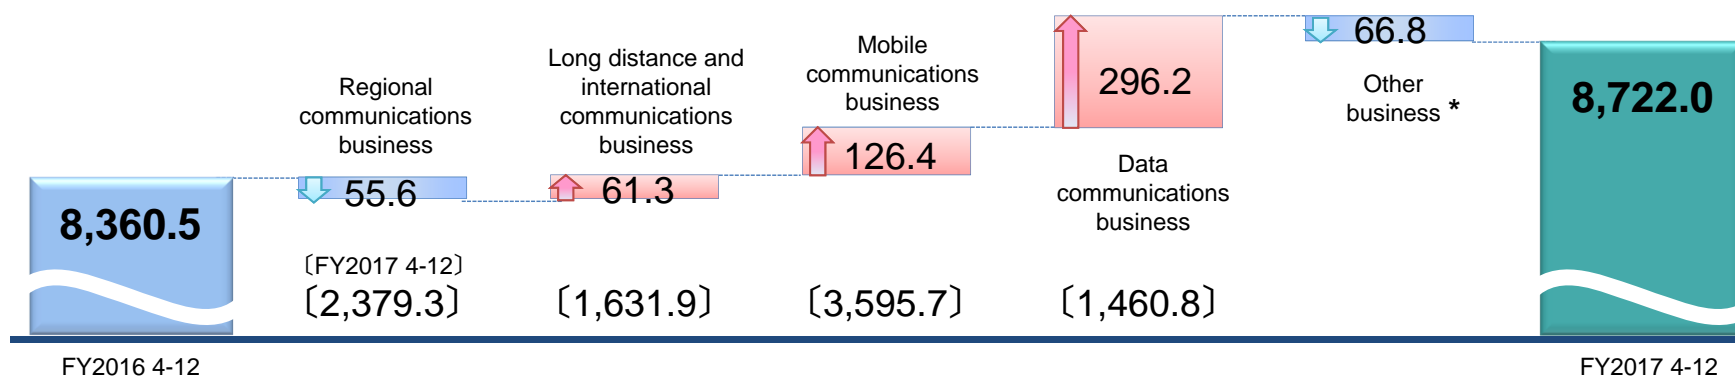 8,360.5
FY2016 4-12
Regional
communications
business
55.6
〔FY2017 4-12〕
〔2,379.3〕
Long distance and
international
communications
business
61.3
〔1,631.9〕
Mobile
communications
business
126.4
〔3,595.7〕
296.2
Data
communications
business
〔1,460.8〕
66.8
Other
business *
8,722.0
FY2017 4-12